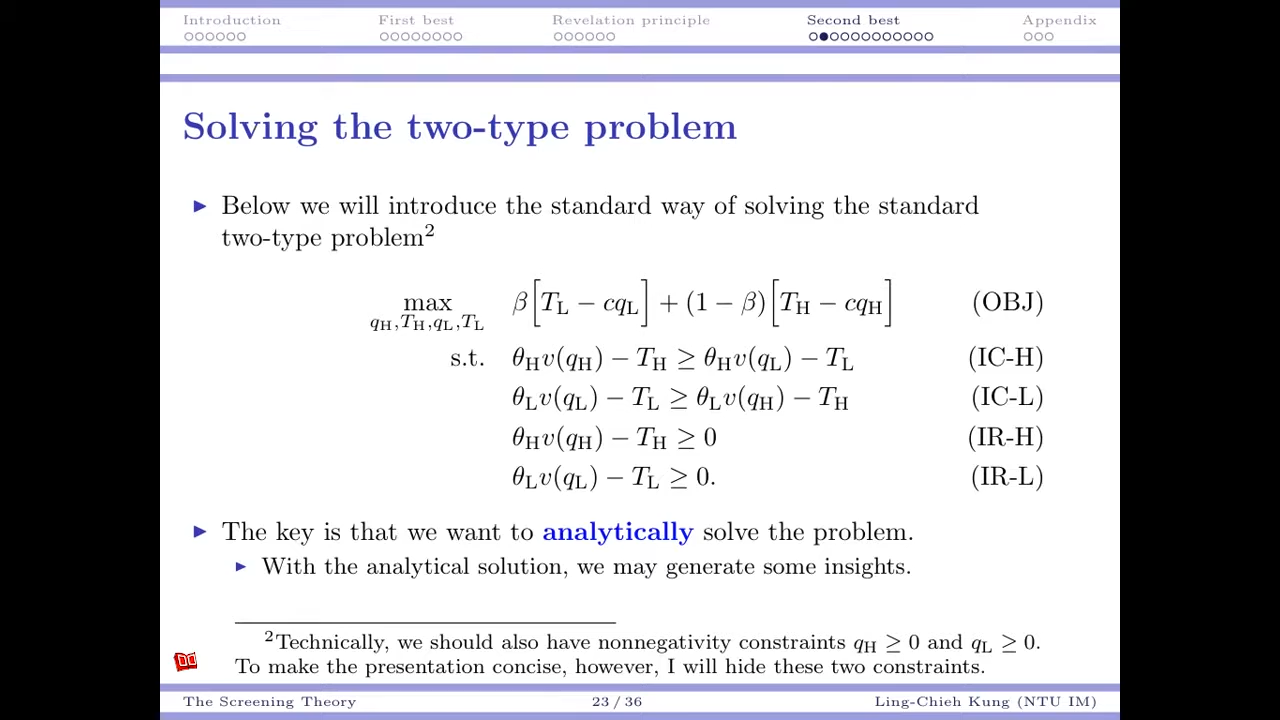 Introduction First best Revelation principle Second best Appendix
Solving the two-type problem
Below we will introduce the standard way of solving the standard
two-type problem²
max β[T_L − cq_L] + (1 − β)[T_H − cq_H] (OBJ)
q_H,T_H,q_L,T_L
s.t. θ_H v(q_H) − T_H ≥ θ_H v(q_L) − T_L (IC-H)
θ_L v(q_L) − T_L ≥ θ_L v(q_H) − T_H (IC-L)
θ_H v(q_H) − T_H ≥ 0 (IR-H)
θ_L v(q_L) − T_L ≥ 0. (IR-L)
The key is that we want to analytically solve the problem.
With the analytical solution, we may generate some insights.
²Technically, we should also have nonnegativity constraints q_H ≥ 0 and q_L ≥ 0.
To make the presentation concise, however, I will hide these two constraints.
The Screening Theory 23 / 36 Ling-Chieh Kung (NTU IM)